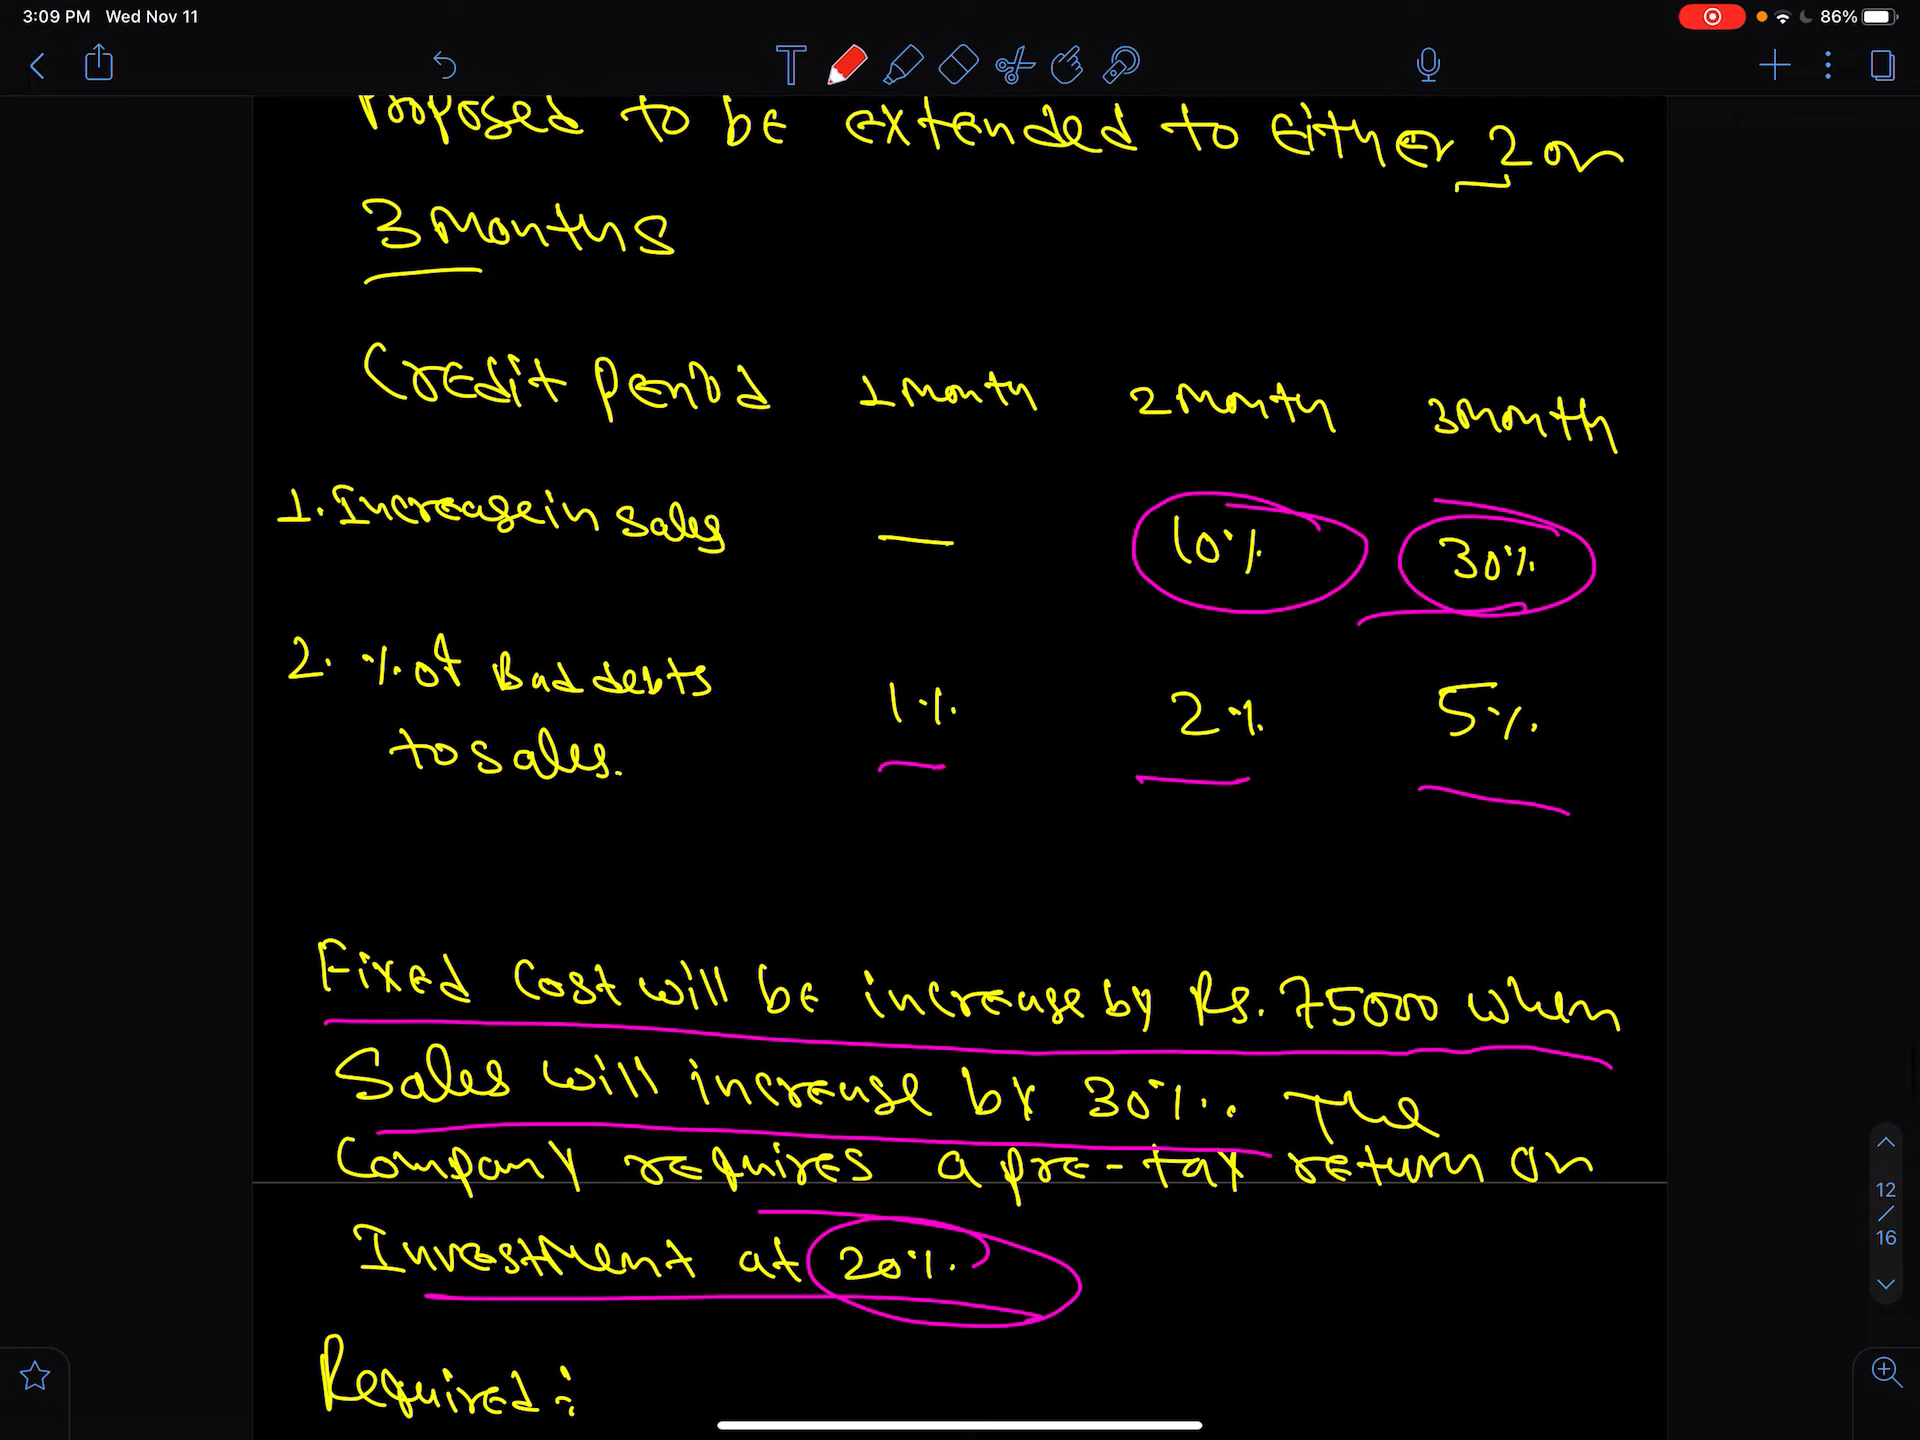 3:09 PM Wed Nov 11
86%
Proposed to be extended to either 2 or
3 months
Credit Period 1 month 2 month 3 month
1. Increase in sales — 10% 30%
2. % of Bad debts 1% 2% 5%
to sales.
Fixed Cost will be increase by Rs. 75000 when
Sales will increase by 30%. The
Company requires a pre-tax return on
Investment at 20%.
Required:
12
/
16